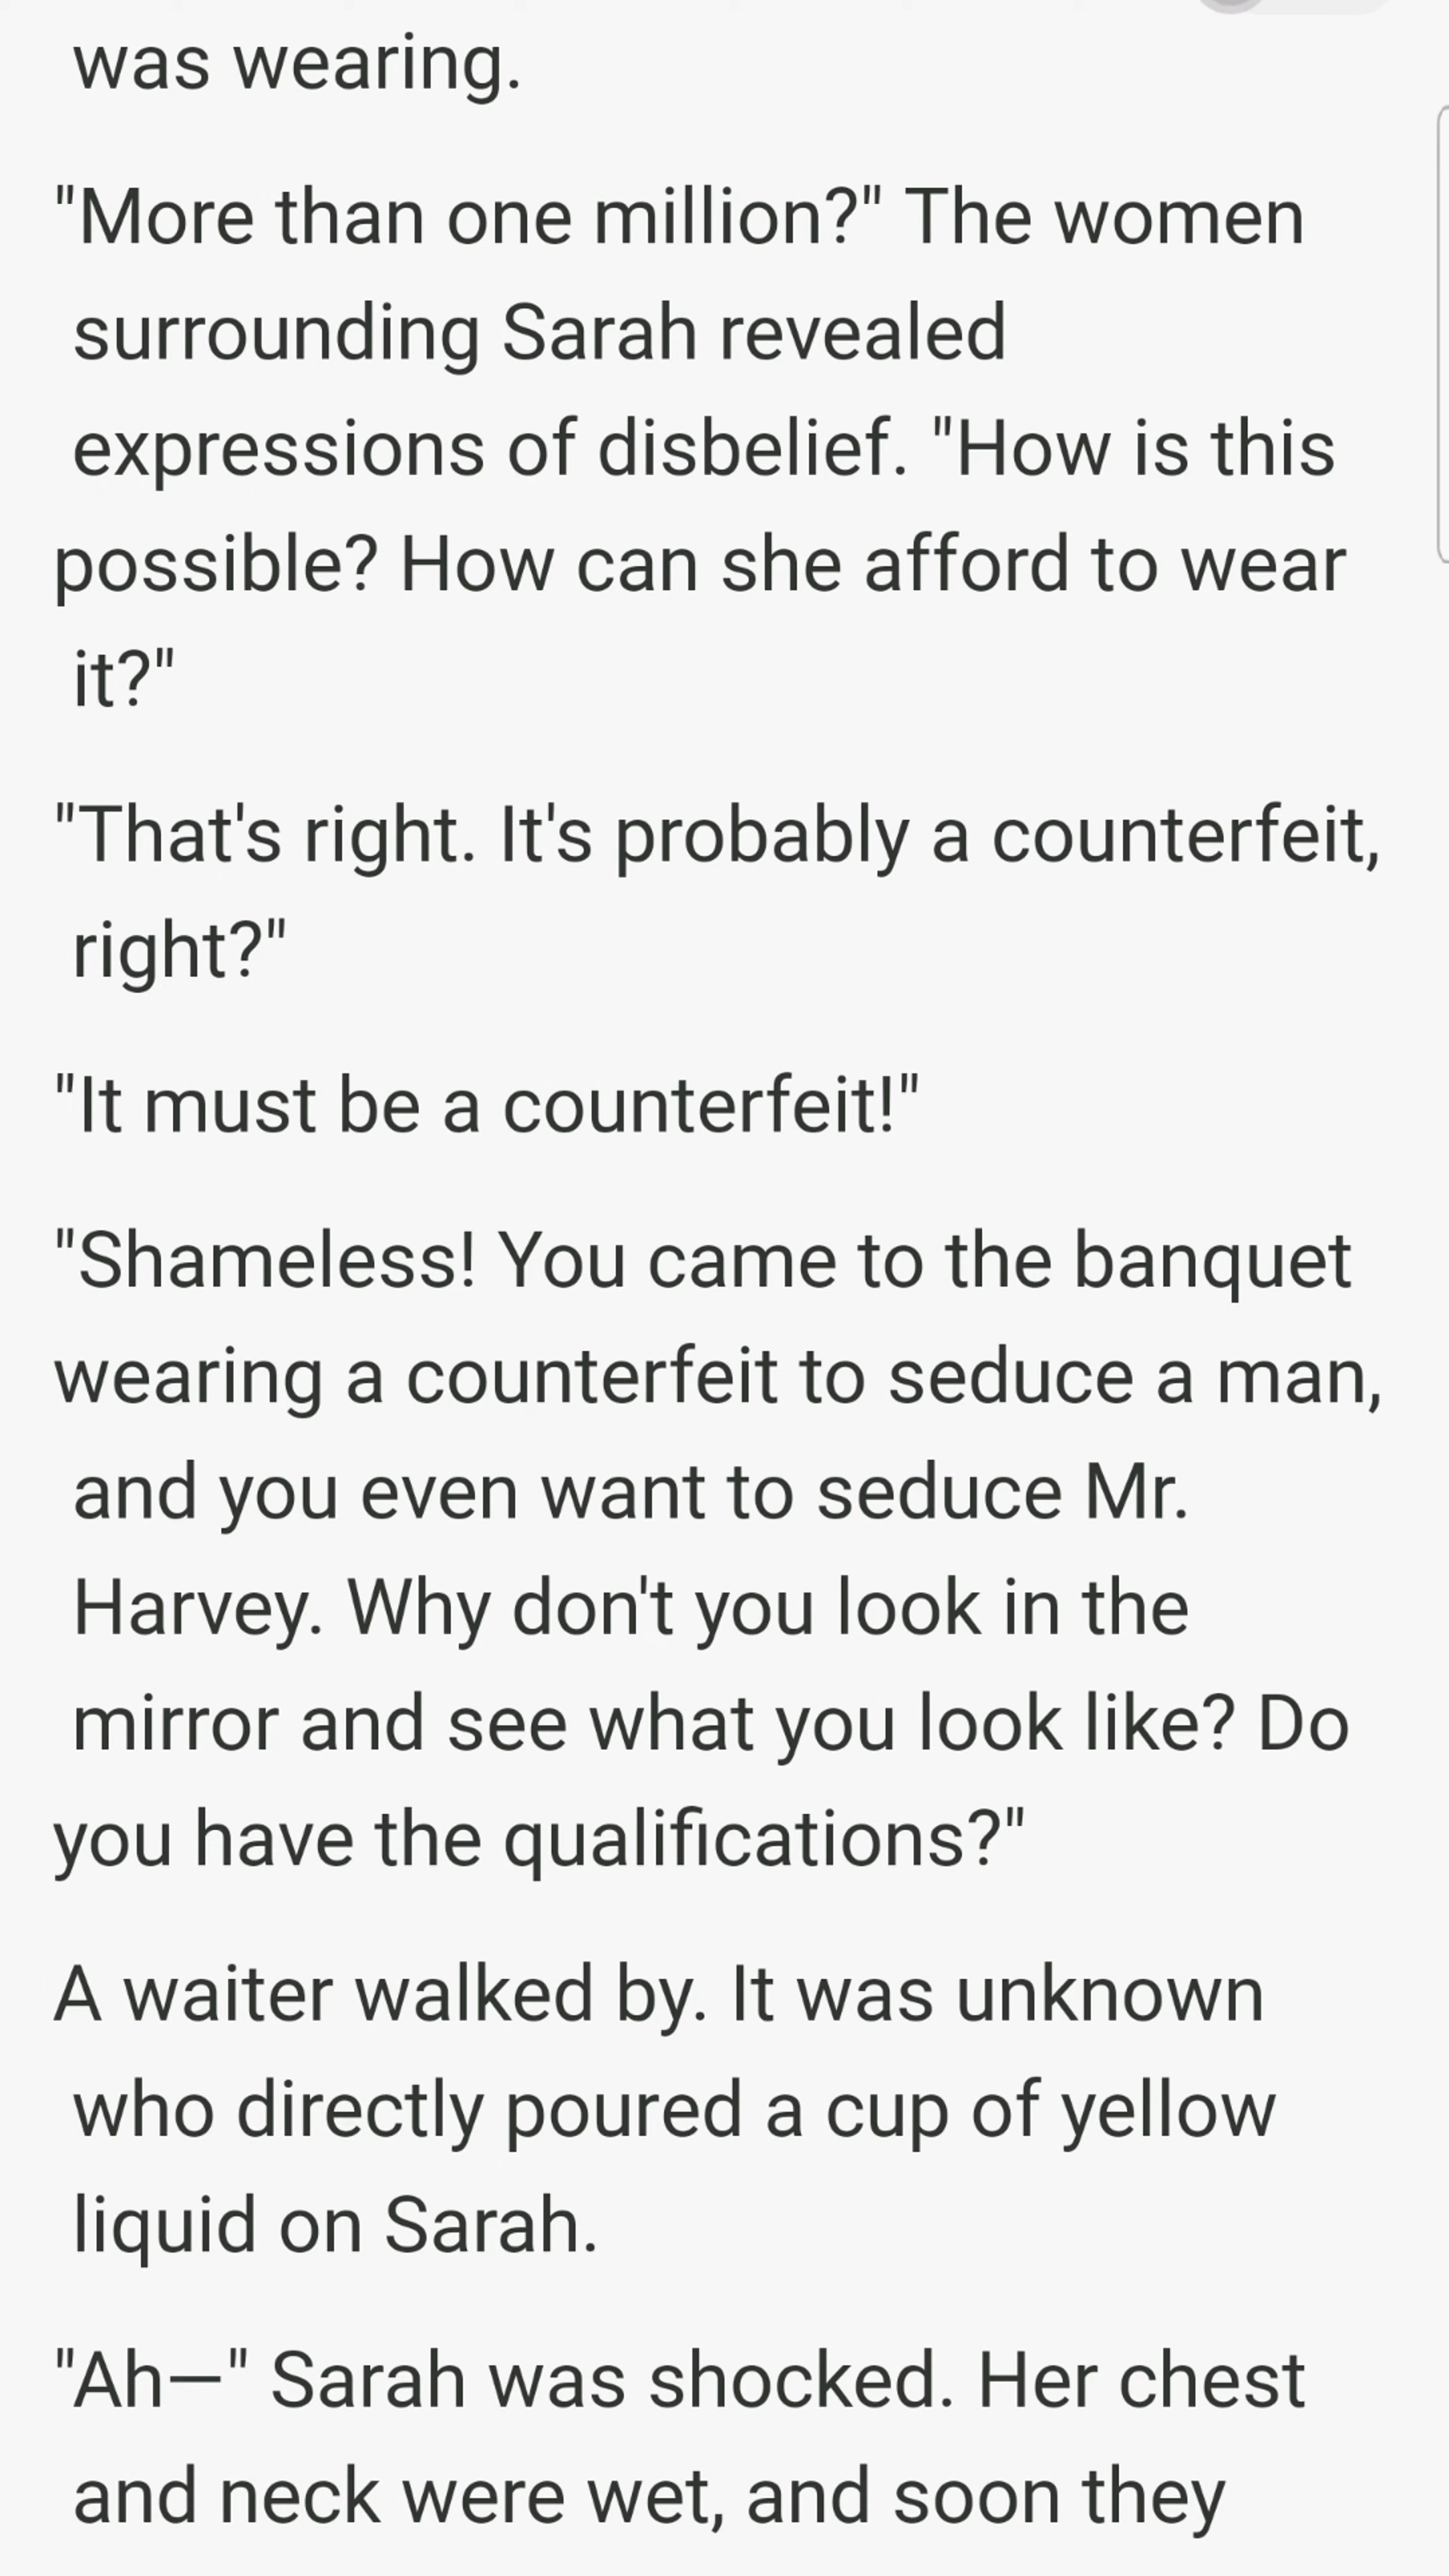 was wearing.
"More than one million?" The women
surrounding Sarah revealed
expressions of disbelief. "How is this
possible? How can she afford to wear
it?"
"That's right. It's probably a counterfeit,
right?"
"It must be a counterfeit!"
"Shameless! You came to the banquet
wearing a counterfeit to seduce a man,
and you even want to seduce Mr.
Harvey. Why don't you look in the
mirror and see what you look like? Do
you have the qualifications?"
A waiter walked by. It was unknown
who directly poured a cup of yellow
liquid on Sarah.
"Ah—" Sarah was shocked. Her chest
and neck were wet, and soon they